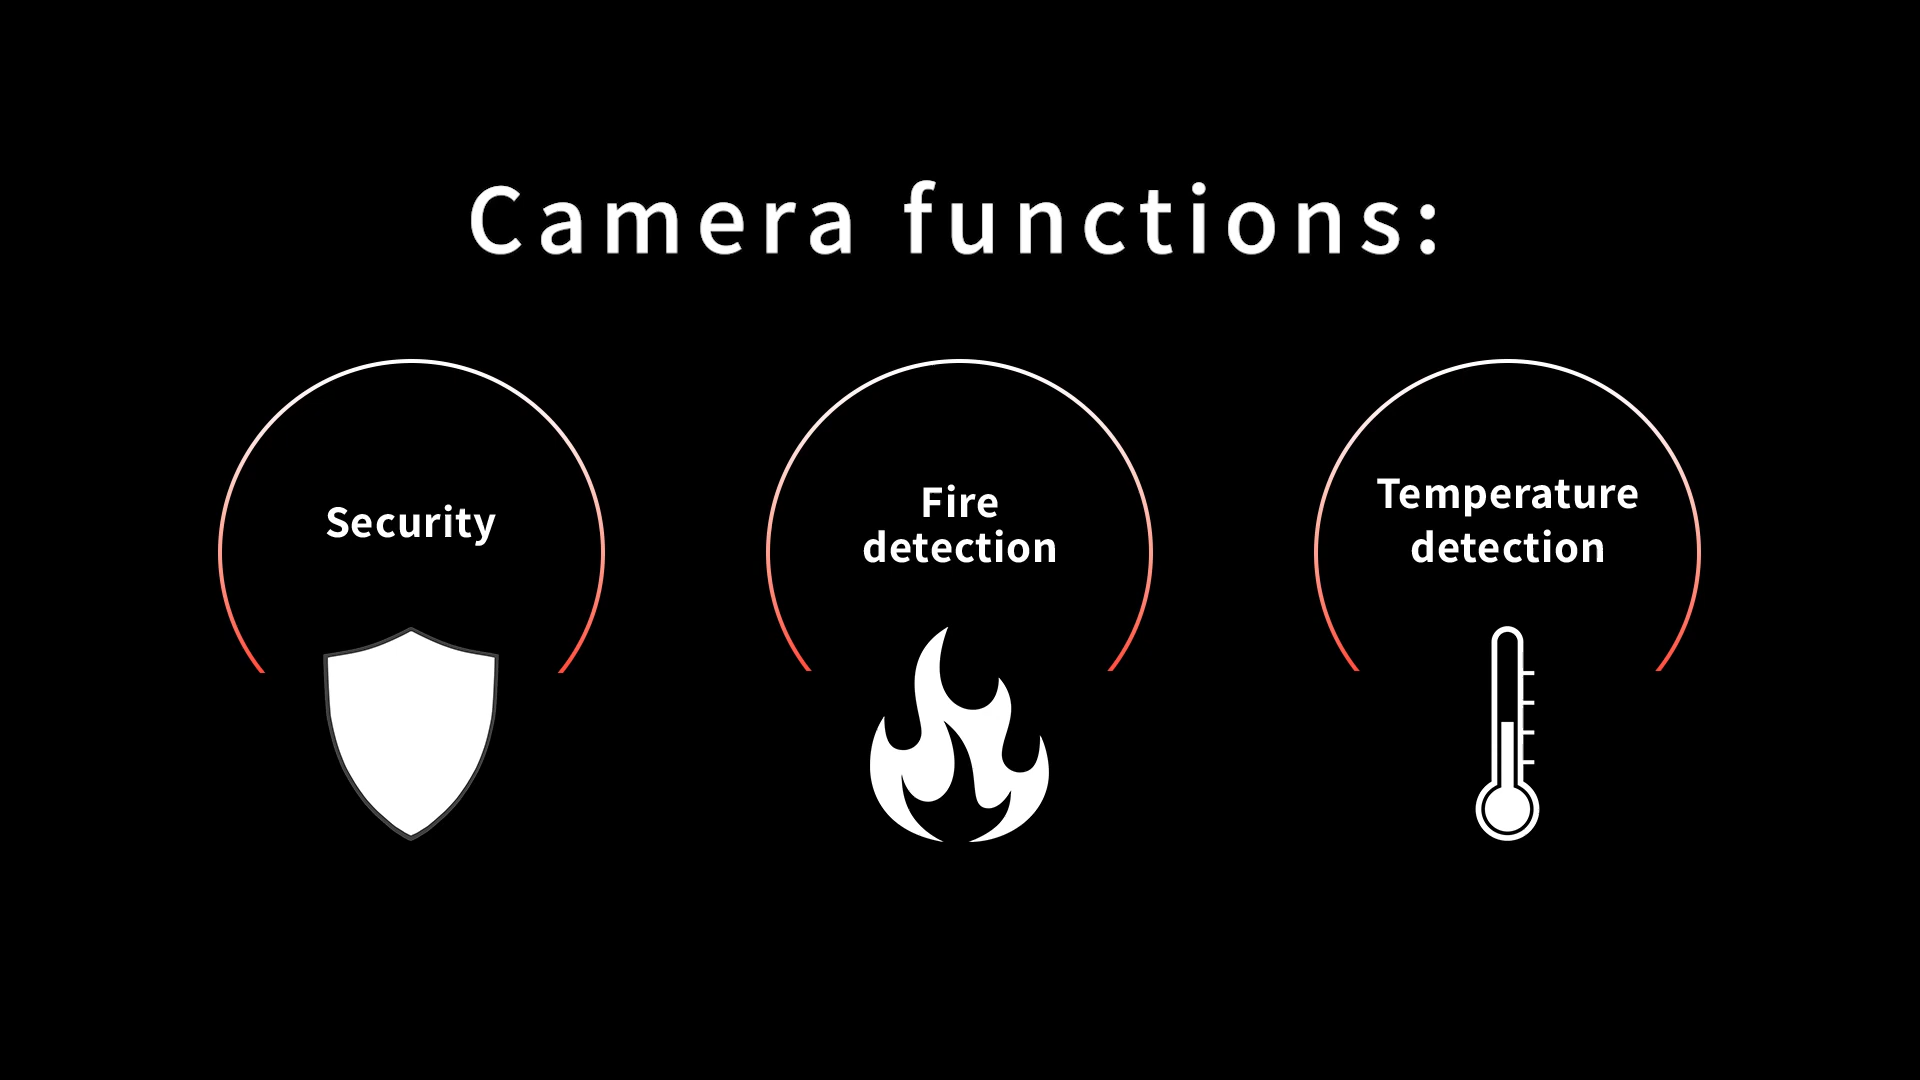 Camera functions:
Security
Fire
detection
Temperature
detection